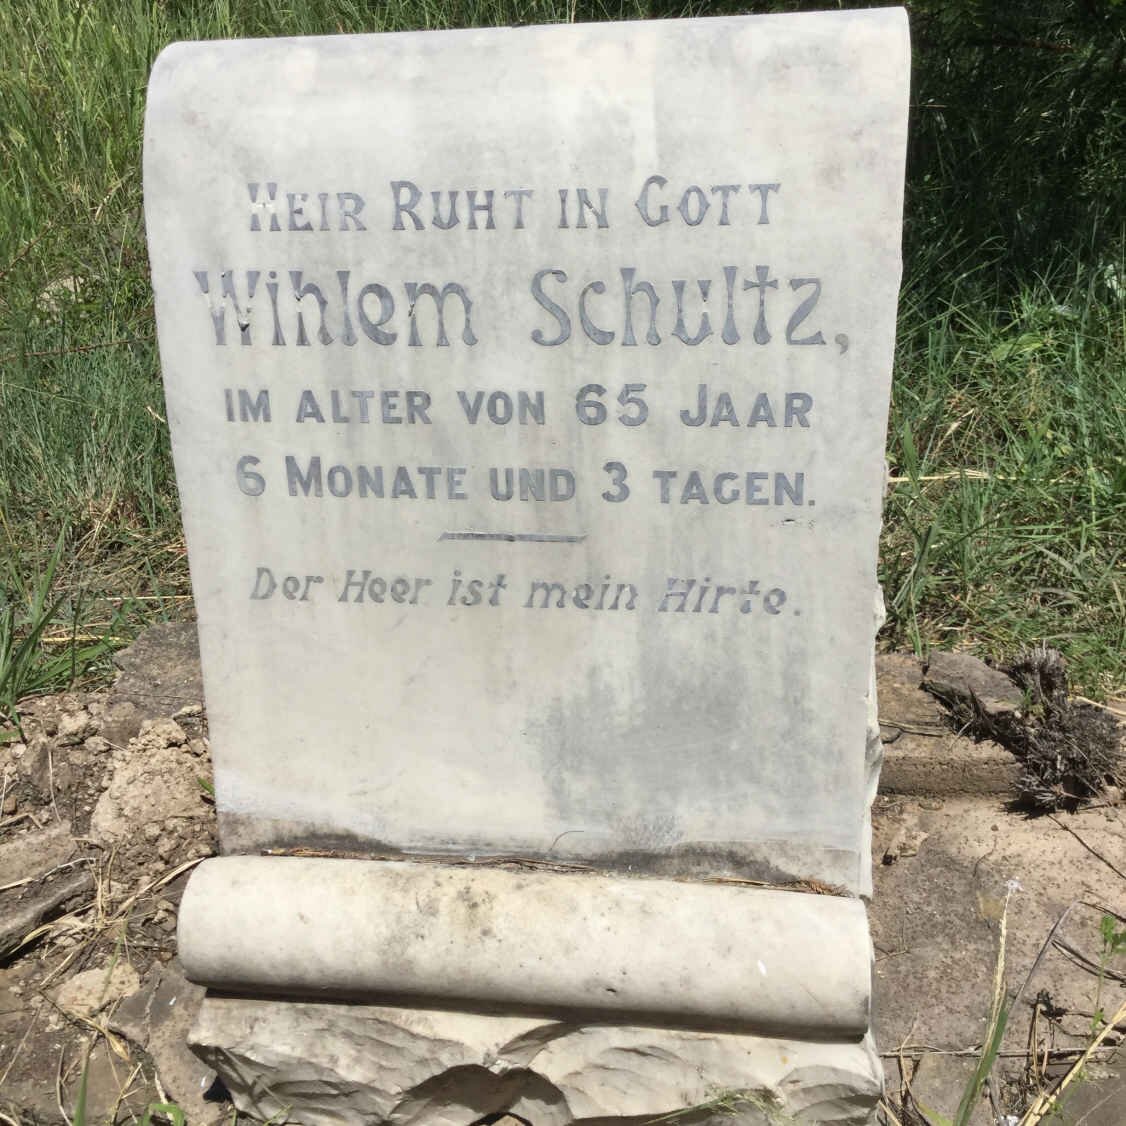 HEIR RUHT IN GOTT
Wihlem Schultz,
IM ALTER VON 65 JAAR
6 MONATE UND 3 TAGEN.
Der Heer ist mein Hirte.